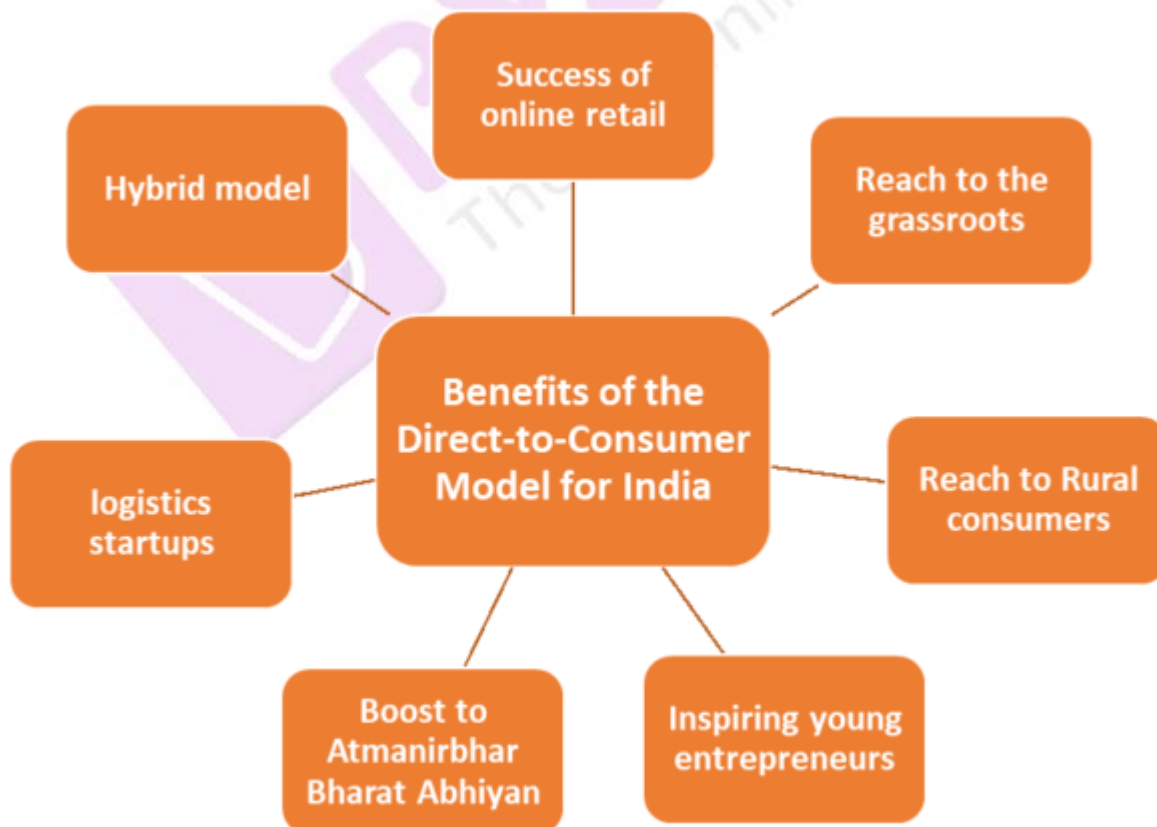 Success of
online retail
Hybrid model
Reach to the
grassroots
Benefits of the
Direct-to-Consumer
Model for India
logistics
startups
Reach to Rural
consumers
Boost to
Atmanirbhar
Bharat Abhiyan
Inspiring young
entrepreneurs